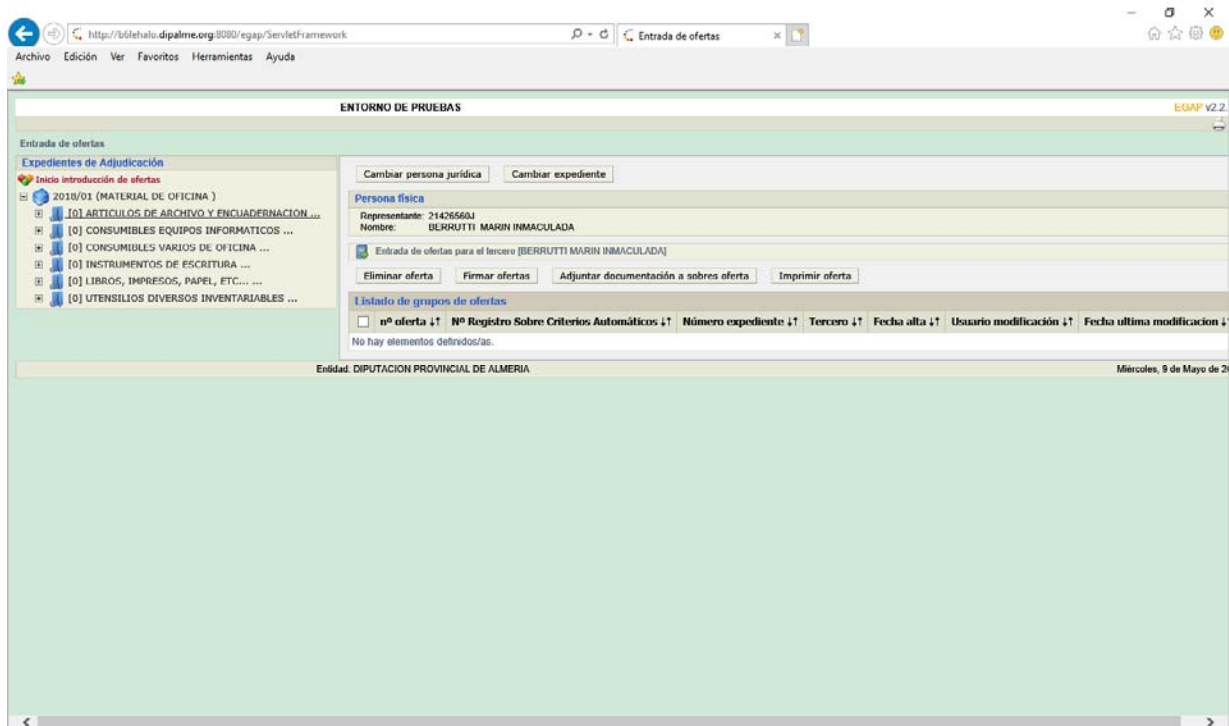 http://b6lehalo.dipalme.org:8080/egap/ServletFramework
Entrada de ofertas
Archivo Edición Ver Favoritos Herramientas Ayuda
ENTORNO DE PRUEBAS
EGAP v2.2.
Entrada de ofertas
Expedientes de Adjudicación
Inicio introducción de ofertas
2018/01 (MATERIAL DE OFICINA )
[0] ARTICULOS DE ARCHIVO Y ENCUADERNACION ...
[0] CONSUMIBLES EQUIPOS INFORMATICOS ...
[0] CONSUMIBLES VARIOS DE OFICINA ...
[0] INSTRUMENTOS DE ESCRITURA ...
[0] LIBROS, IMPRESOS, PAPEL, ETC... ...
[0] UTENSILIOS DIVERSOS INVENTARIABLES ...
Cambiar persona jurídica Cambiar expediente
Persona física
Representante: 21426560J
Nombre: BERRUTTI MARIN INMACULADA
Entrada de ofertas para el tercero [BERRUTTI MARIN INMACULADA]
Eliminar oferta Firmar ofertas Adjuntar documentación a sobres oferta Imprimir oferta
Listado de grupos de ofertas
nº oferta ↓↑ Nº Registro Sobre Criterios Automáticos ↓↑ Número expediente ↓↑ Tercero ↓↑ Fecha alta ↓↑ Usuario modificación ↓↑ Fecha ultima modificacion ↓
No hay elementos definidos/as.
Entidad: DIPUTACION PROVINCIAL DE ALMERIA
Miércoles, 9 de Mayo de 2